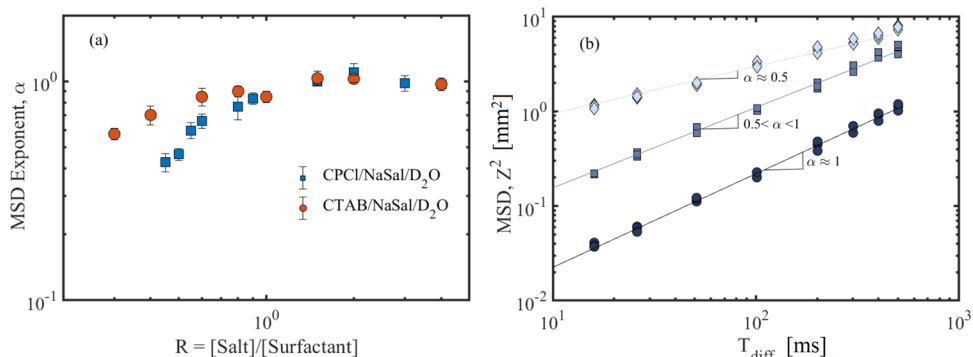 (a)
10^0
10^-1
MSD Exponent, α
CPCl/NaSal/D_2O
CTAB/NaSal/D_2O
10^0
R = [Salt]/[Surfactant]
(b)
10^1
10^0
10^-1
10^-2
MSD, Z^2 [mm^2]
α ≈ 0.5
0.5< α <1
α ≈ 1
10^1 10^2 10^3
T_diff [ms]